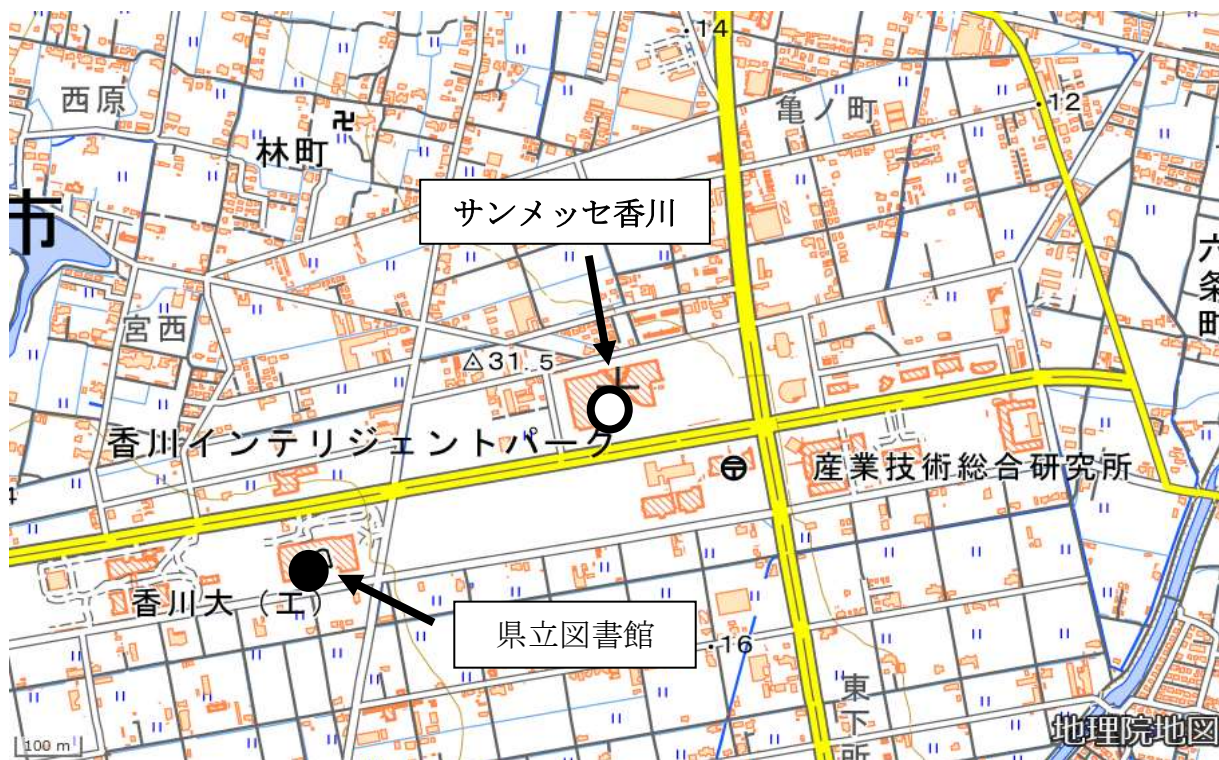 14
西原
亀ノ町
12
林町
サンメッセ香川
市
六条町
宮西
31.5
香川インテリジェントパーク
産業技術総合研究所
4
香川大(工)
県立図書館
16
東下所
100 m
地理院地図